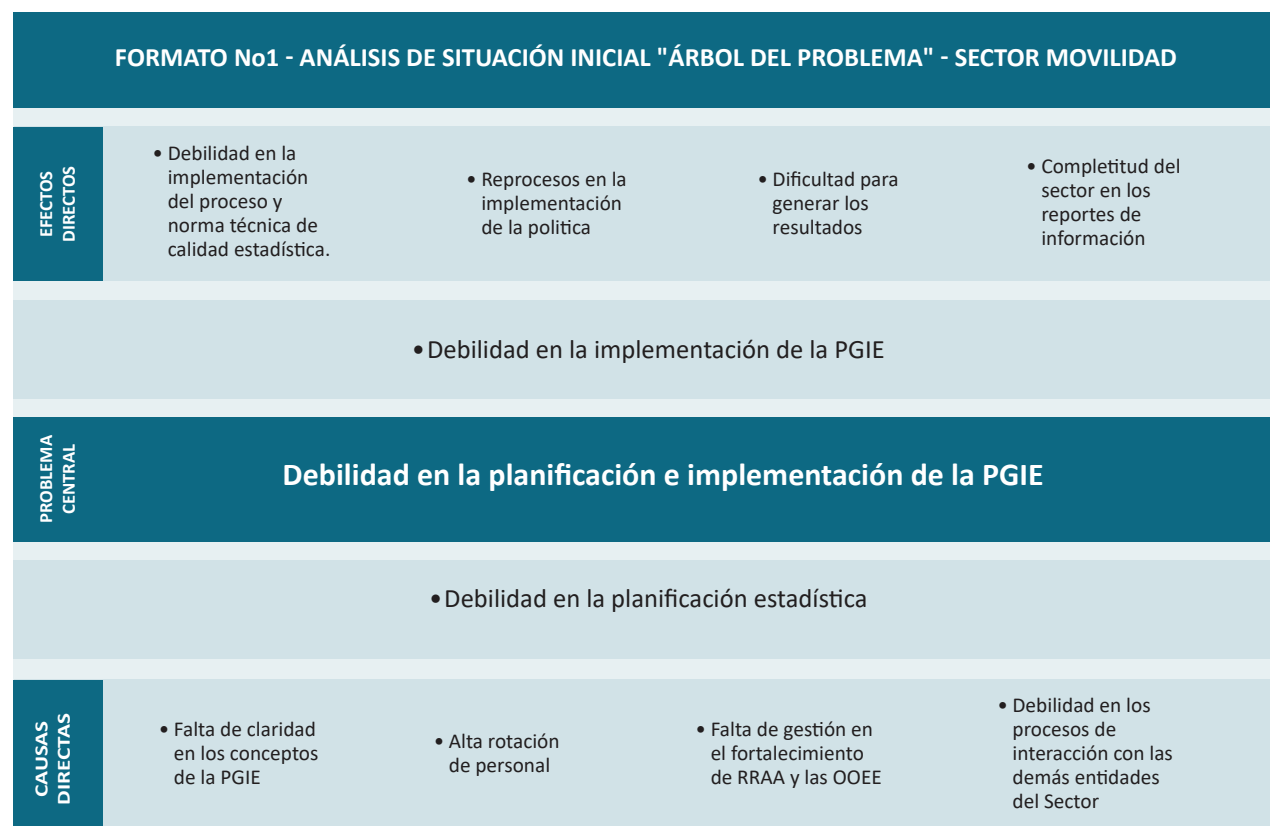 FORMATO No1 - ANÁLISIS DE SITUACIÓN INICIAL "ÁRBOL DEL PROBLEMA" - SECTOR MOVILIDAD
EFECTOS
DIRECTOS
• Debilidad en la
implementación
del proceso y
norma técnica de
calidad estadística.
• Reprocesos en la
implementación
de la politica
• Dificultad para
generar los
resultados
• Completitud del
sector en los
reportes de
información
• Debilidad en la implementación de la PGIE
PROBLEMA
CENTRAL
Debilidad en la planificación e implementación de la PGIE
• Debilidad en la planificación estadística
CAUSAS
DIRECTAS
• Falta de claridad
en los conceptos
de la PGIE
• Alta rotación
de personal
• Falta de gestión en
el fortalecimiento
de RRAA y las OOEE
• Debilidad en los
procesos de
interacción con las
demás entidades
del Sector